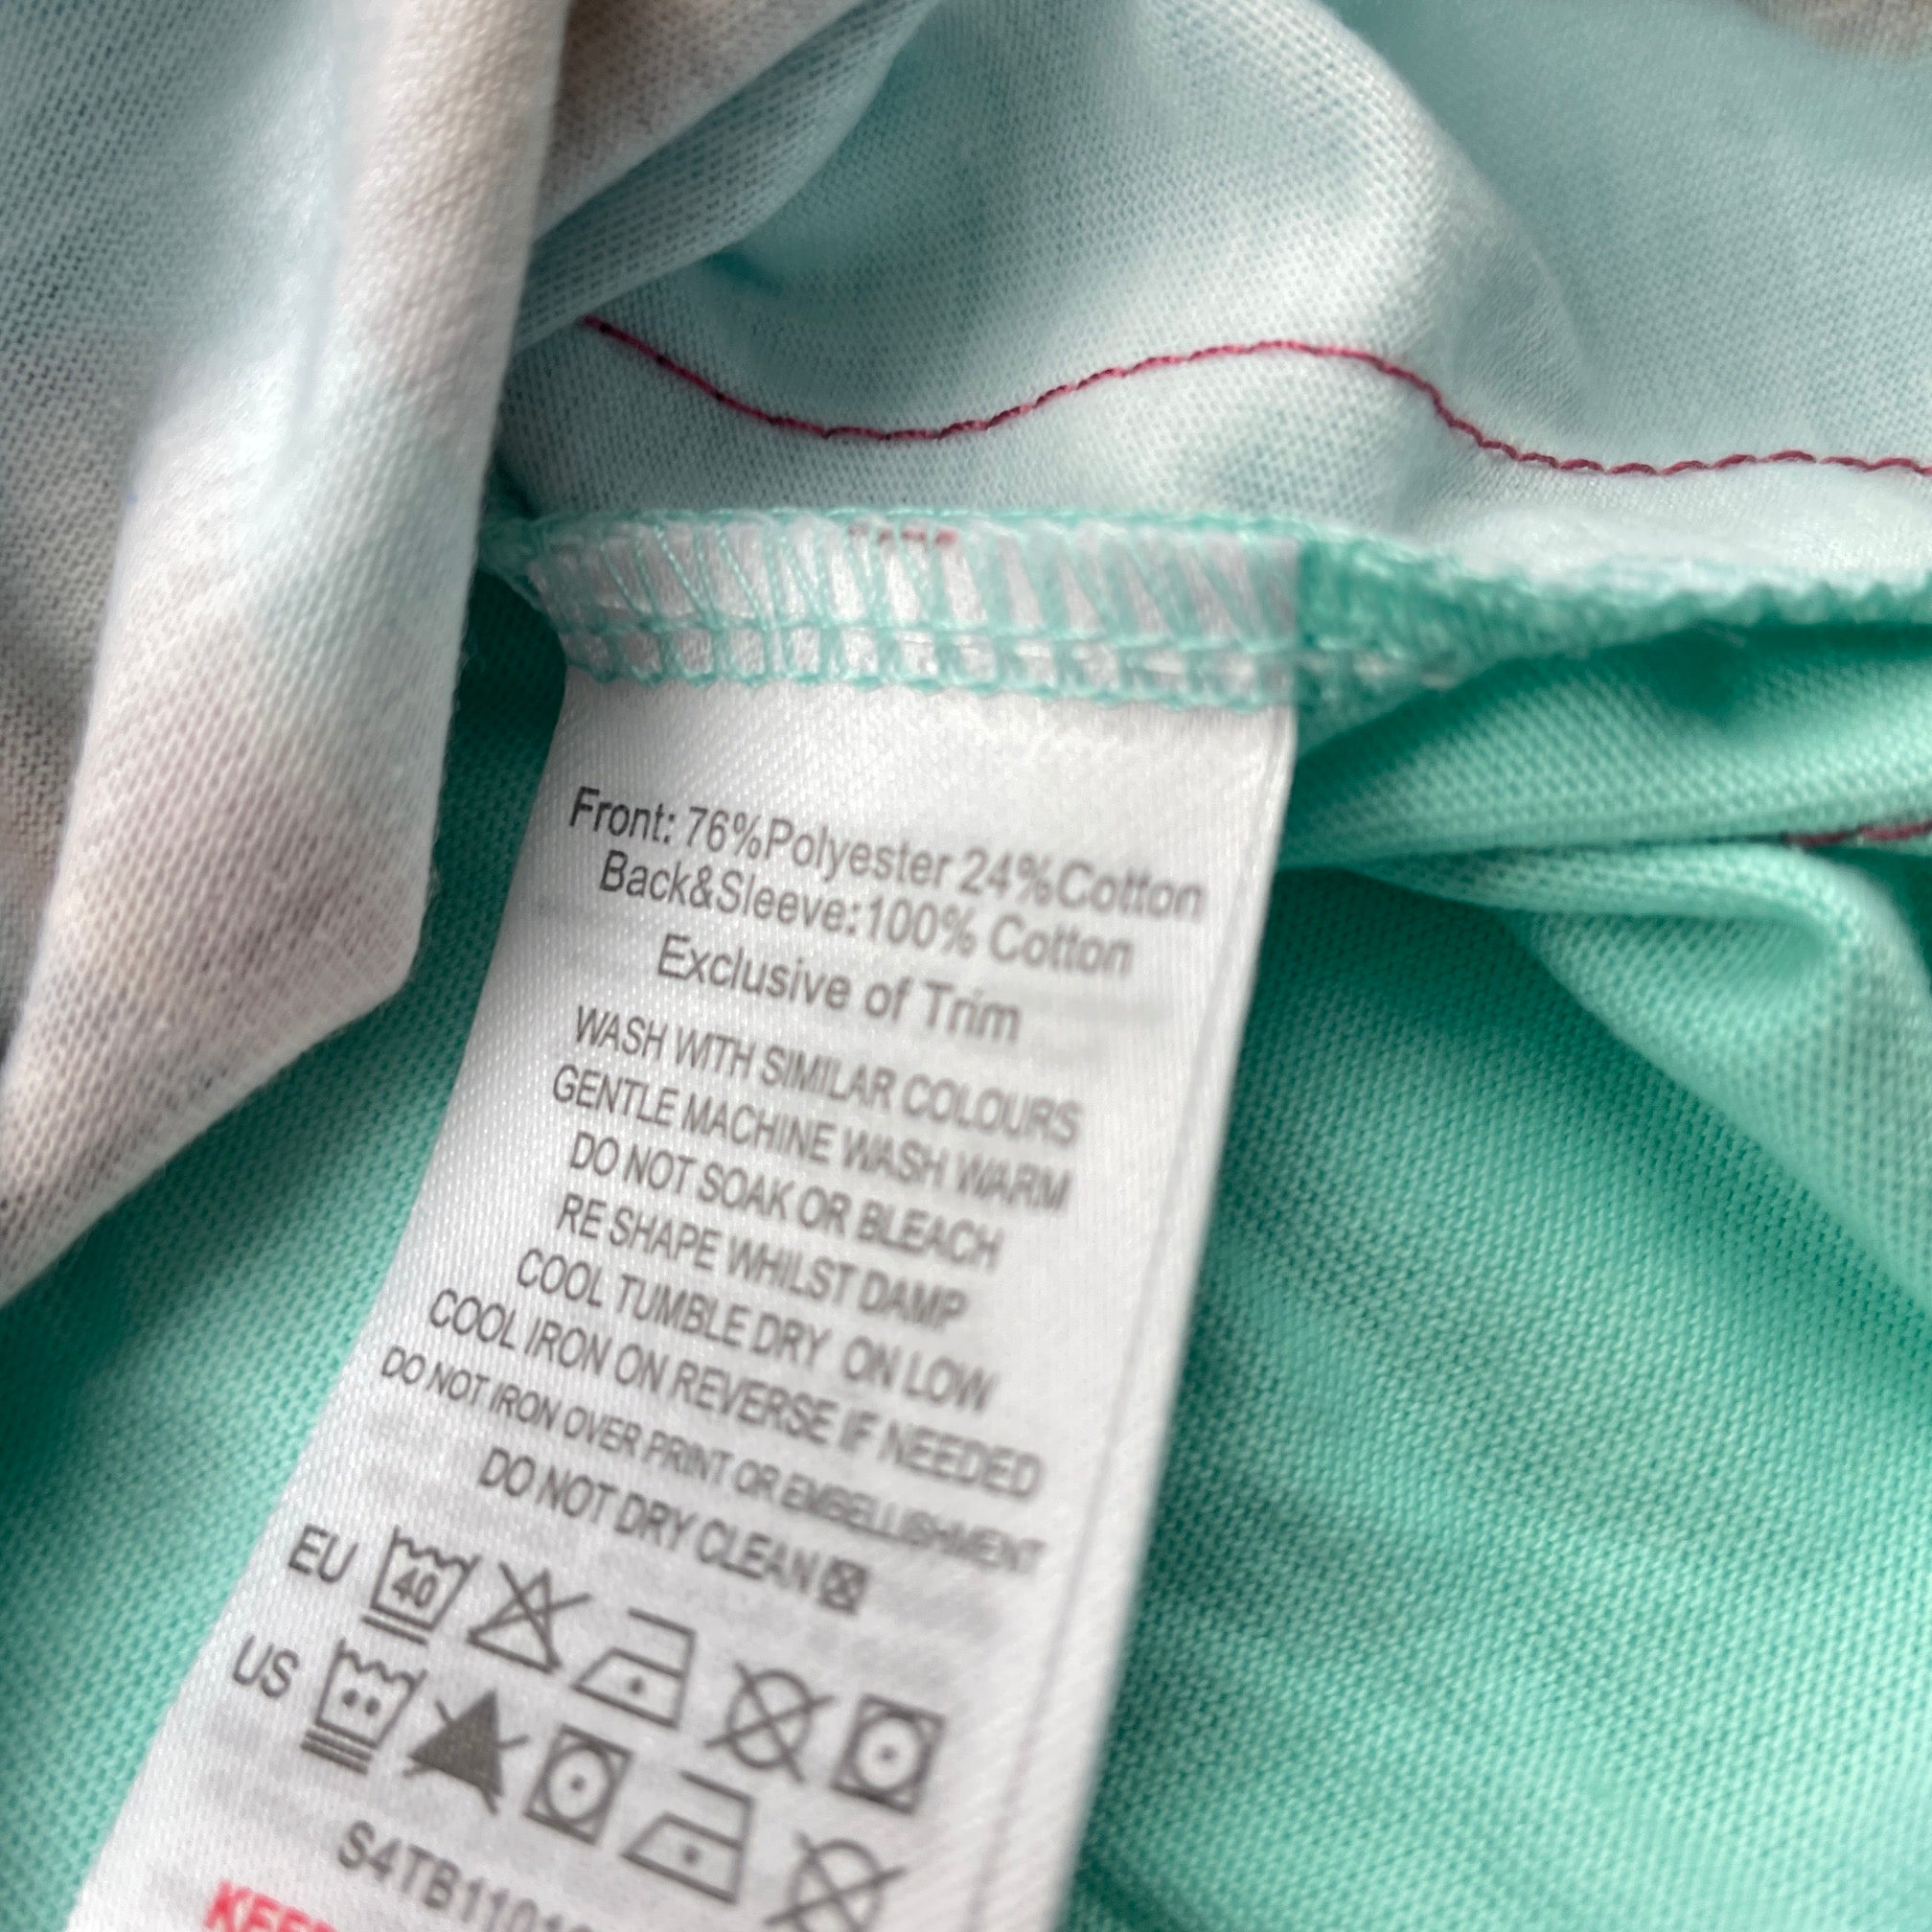 Front: 76%Polyester 24%Cotton
Back&Sleeve:100% Cotton
Exclusive of Trim
WASH WITH SIMILAR COLOURS
GENTLE MACHINE WASH WARM
DO NOT SOAK OR BLEACH
RE SHAPE WHILST DAMP
COOL TUMBLE DRY ON LOW
COOL IRON ON REVERSE IF NEEDED
DO NOT IRON OVER PRINT OR EMBELLISHMENT
DO NOT DRY CLEAN
EU 40
US